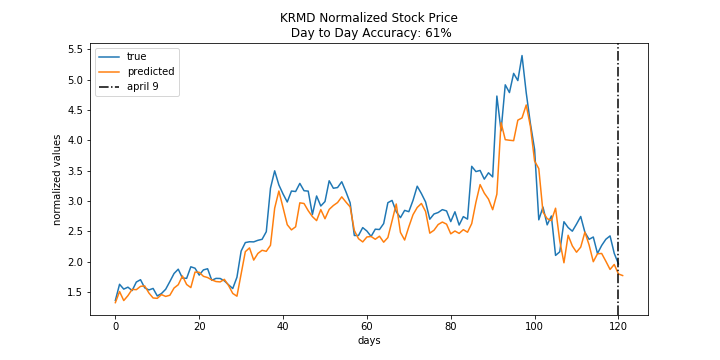 KRMD Normalized Stock Price
Day to Day Accuracy: 61%
true
predicted
april 9
normalized values
5.5
5.0
4.5
4.0
3.5
3.0
2.5
2.0
1.5
0 20 40 60 80 100 120
days